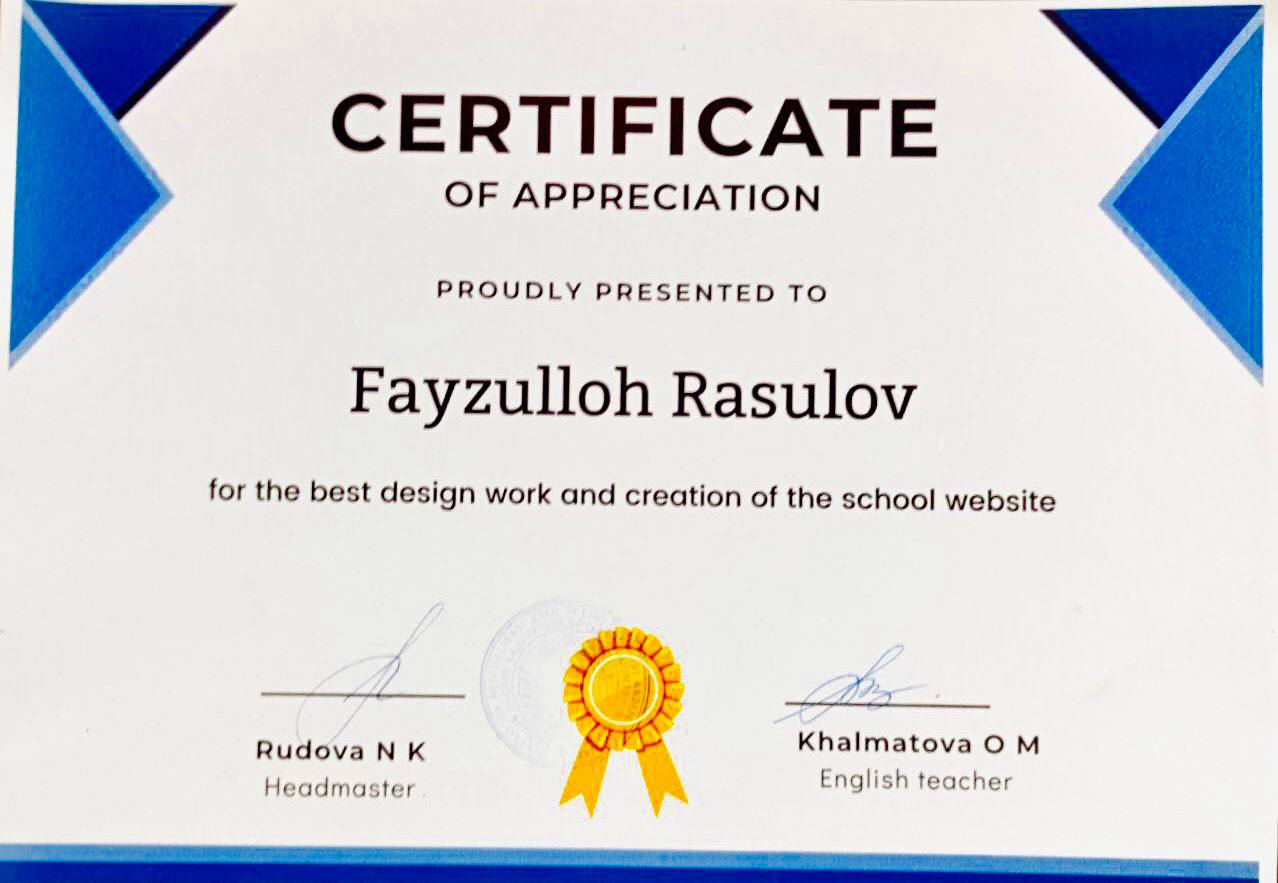 CERTIFICATE
OF APPRECIATION
PROUDLY PRESENTED TO
Fayzulloh Rasulov
for the best design work and creation of the school website
Rudova N K
Headmaster
Khalmatova O M
English teacher